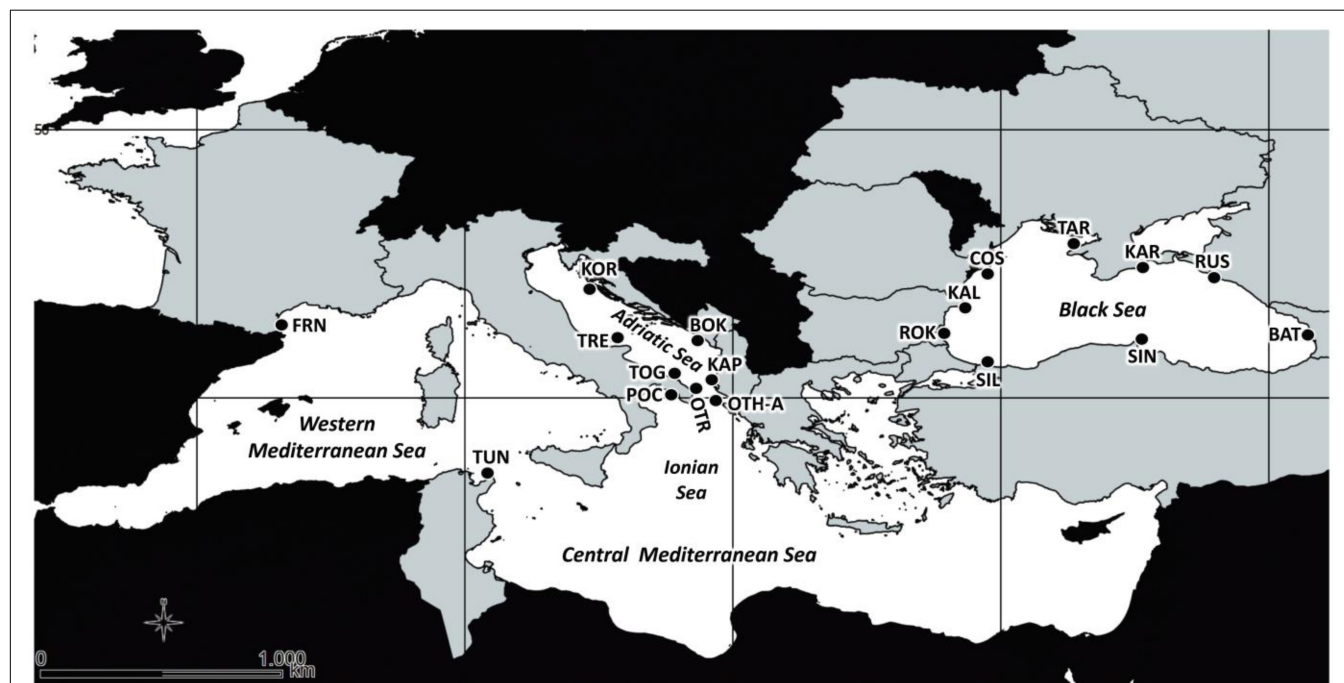 50
TAR
KAR
RUS
COS
KOR
KAL
Black Sea
FRN
Adriatic Sea
BOK
ROK
BAT
TRE
SIN
KAP
TOG
SIL
POC
OTR
OTH-A
Western
Mediterranean Sea
TUN
Ionian
Sea
Central Mediterranean Sea
N
0
1.000
km